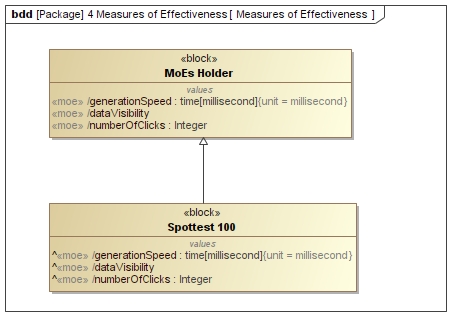 bdd [Package] 4 Measures of Effectiveness [ Measures of Effectiveness ]
«block»
MoEs Holder
values
«moe» /generationSpeed : time[millisecond]{unit = millisecond}
«moe» /dataVisibility
«moe» /numberOfClicks : Integer
«block»
Spottest 100
values
^«moe» /generationSpeed : time[millisecond]{unit = millisecond}
^«moe» /dataVisibility
^«moe» /numberOfClicks : Integer